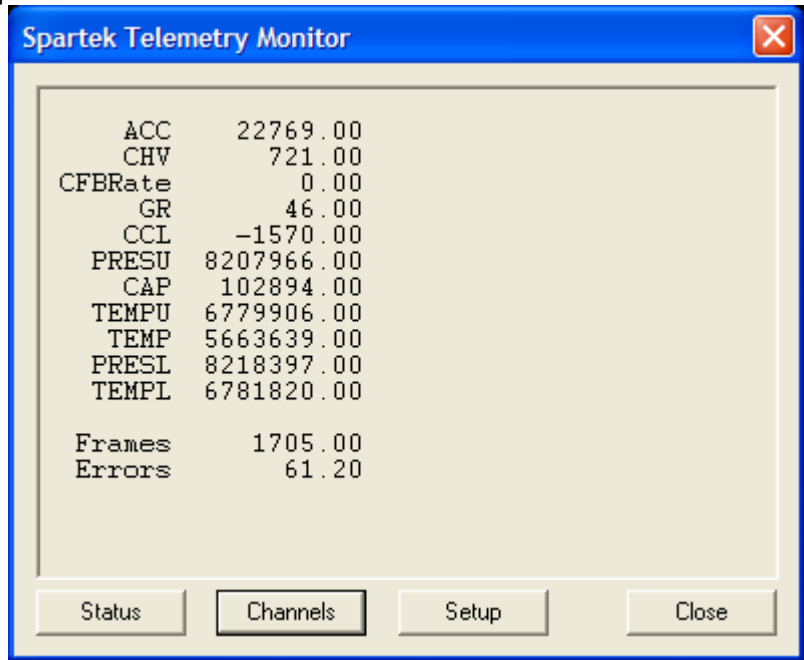 Spartek Telemetry Monitor
ACC 22769.00
CHV 721.00
CFBRate 0.00
GR 46.00
CCL -1570.00
PRESU 8207966.00
CAP 102894.00
TEMPU 6779906.00
TEMP 5663639.00
PRESL 8218397.00
TEMPL 6781820.00
Frames 1705.00
Errors 61.20
Status Channels Setup Close